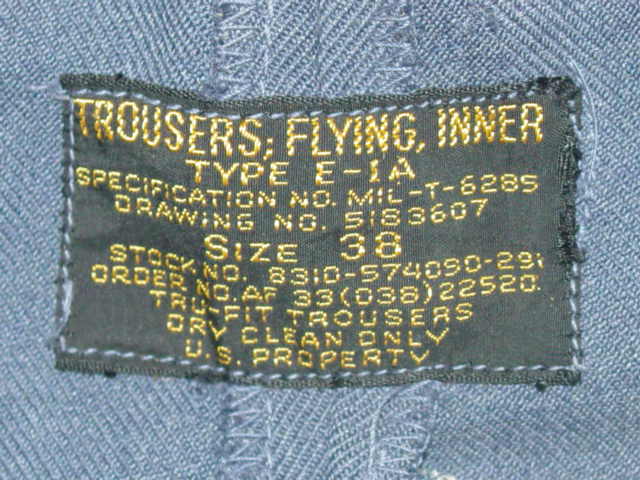 TROUSERS; FLYING, INNER
TYPE E-1A
SPECIFICATION NO. MIL-T-6285
DRAWING NO. 5183607
SIZE 38
STOCK NO. 8310-574090-291
ORDER NO. AF 33(038)22520
TRU FIT TROUSERS
DRY CLEAN ONLY
U.S. PROPERTY